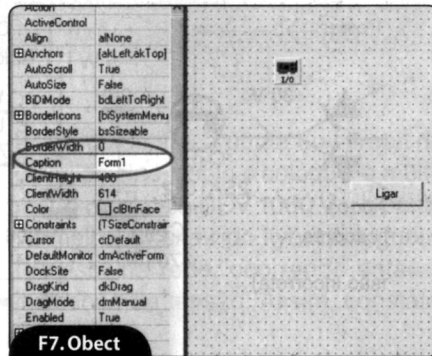 Action
ActiveControl
Align alNone
Anchors [akLeft,akTop]
AutoScroll True
AutoSize False
BiDiMode bdLeftToRight
BorderIcons [biSystemMenu
BorderStyle bsSizeable
BorderWidth 0
Caption Form1
ClientHeight 480
ClientWidth 614
Color clBtnFace
Constraints (TSizeConstrain
Cursor crDefault
DefaultMonitor dmActiveForm
DockSite False
DragKind dkDrag
DragMode dmManual
Enabled True
F7. Obect
I/O
Ligar